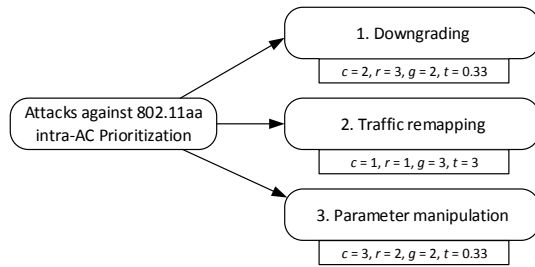 1. Downgrading
c = 2, r = 3, g = 2, t = 0.33
Attacks against 802.11aa
intra-AC Prioritization
2. Traffic remapping
c = 1, r = 1, g = 3, t = 3
3. Parameter manipulation
c = 3, r = 2, g = 2, t = 0.33